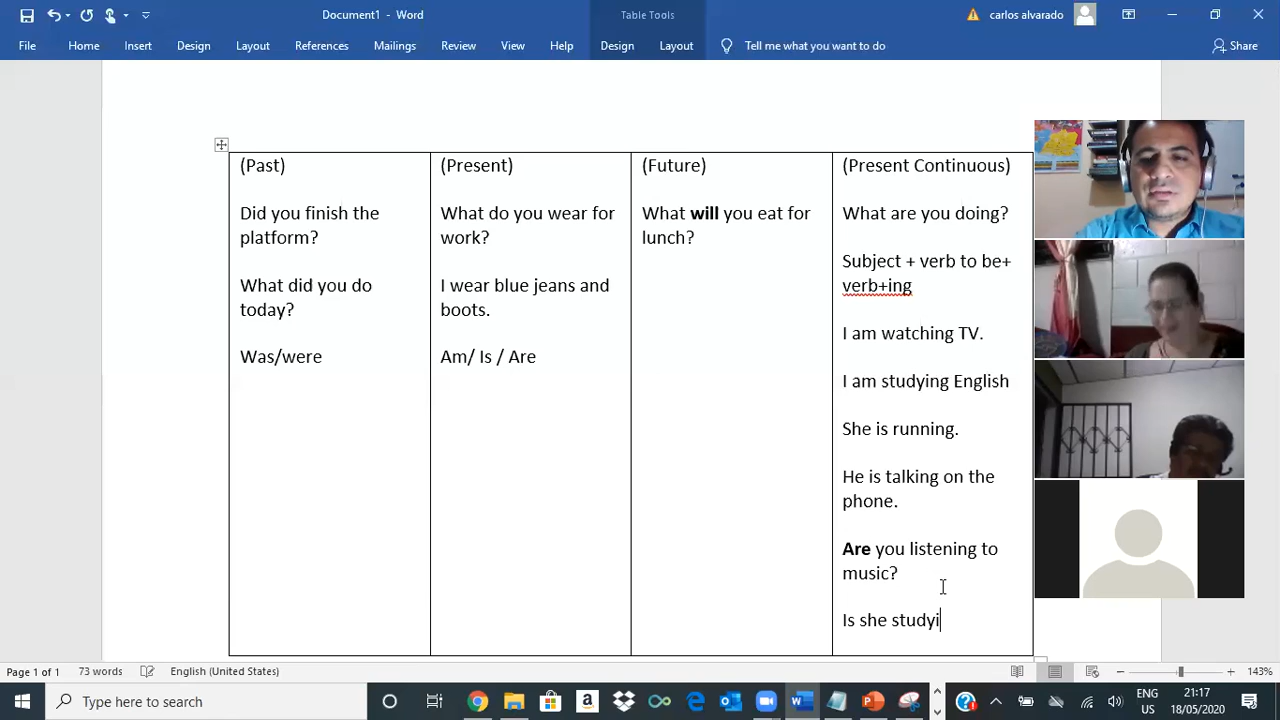 Document1 - Word
Table Tools
carlos alvarado
File
Home
Insert
Design
Layout
References
Mailings
Review
View
Help
Design
Layout
Tell me what you want to do
Share
(Past)
Did you finish the
platform?
What did you do
today?
Was/were
(Present)
What do you wear for
work?
I wear blue jeans and
boots.
Am/ Is / Are
(Future)
What will you eat for
lunch?
(Present Continuous)
What are you doing?
Subject + verb to be+
verb+ing
I am watching TV.
I am studying English
She is running.
He is talking on the
phone.
Are you listening to
music?
Is she studyi
Page 1 of 1
73 words
English (United States)
143%
Type here to search
ENG
US
21:17
18/05/2020